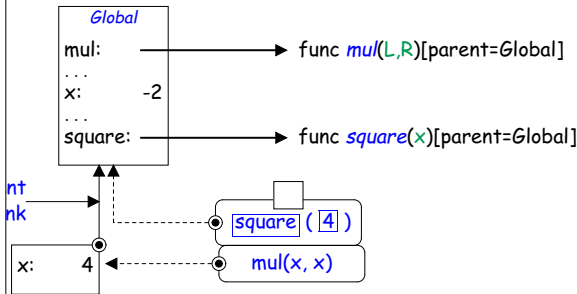 Global
mul: func mul(L,R)[parent=Global]
...
x: -2
...
square: func square(x)[parent=Global]
nt
nk
square ( 4 )
mul(x, x)
x: 4